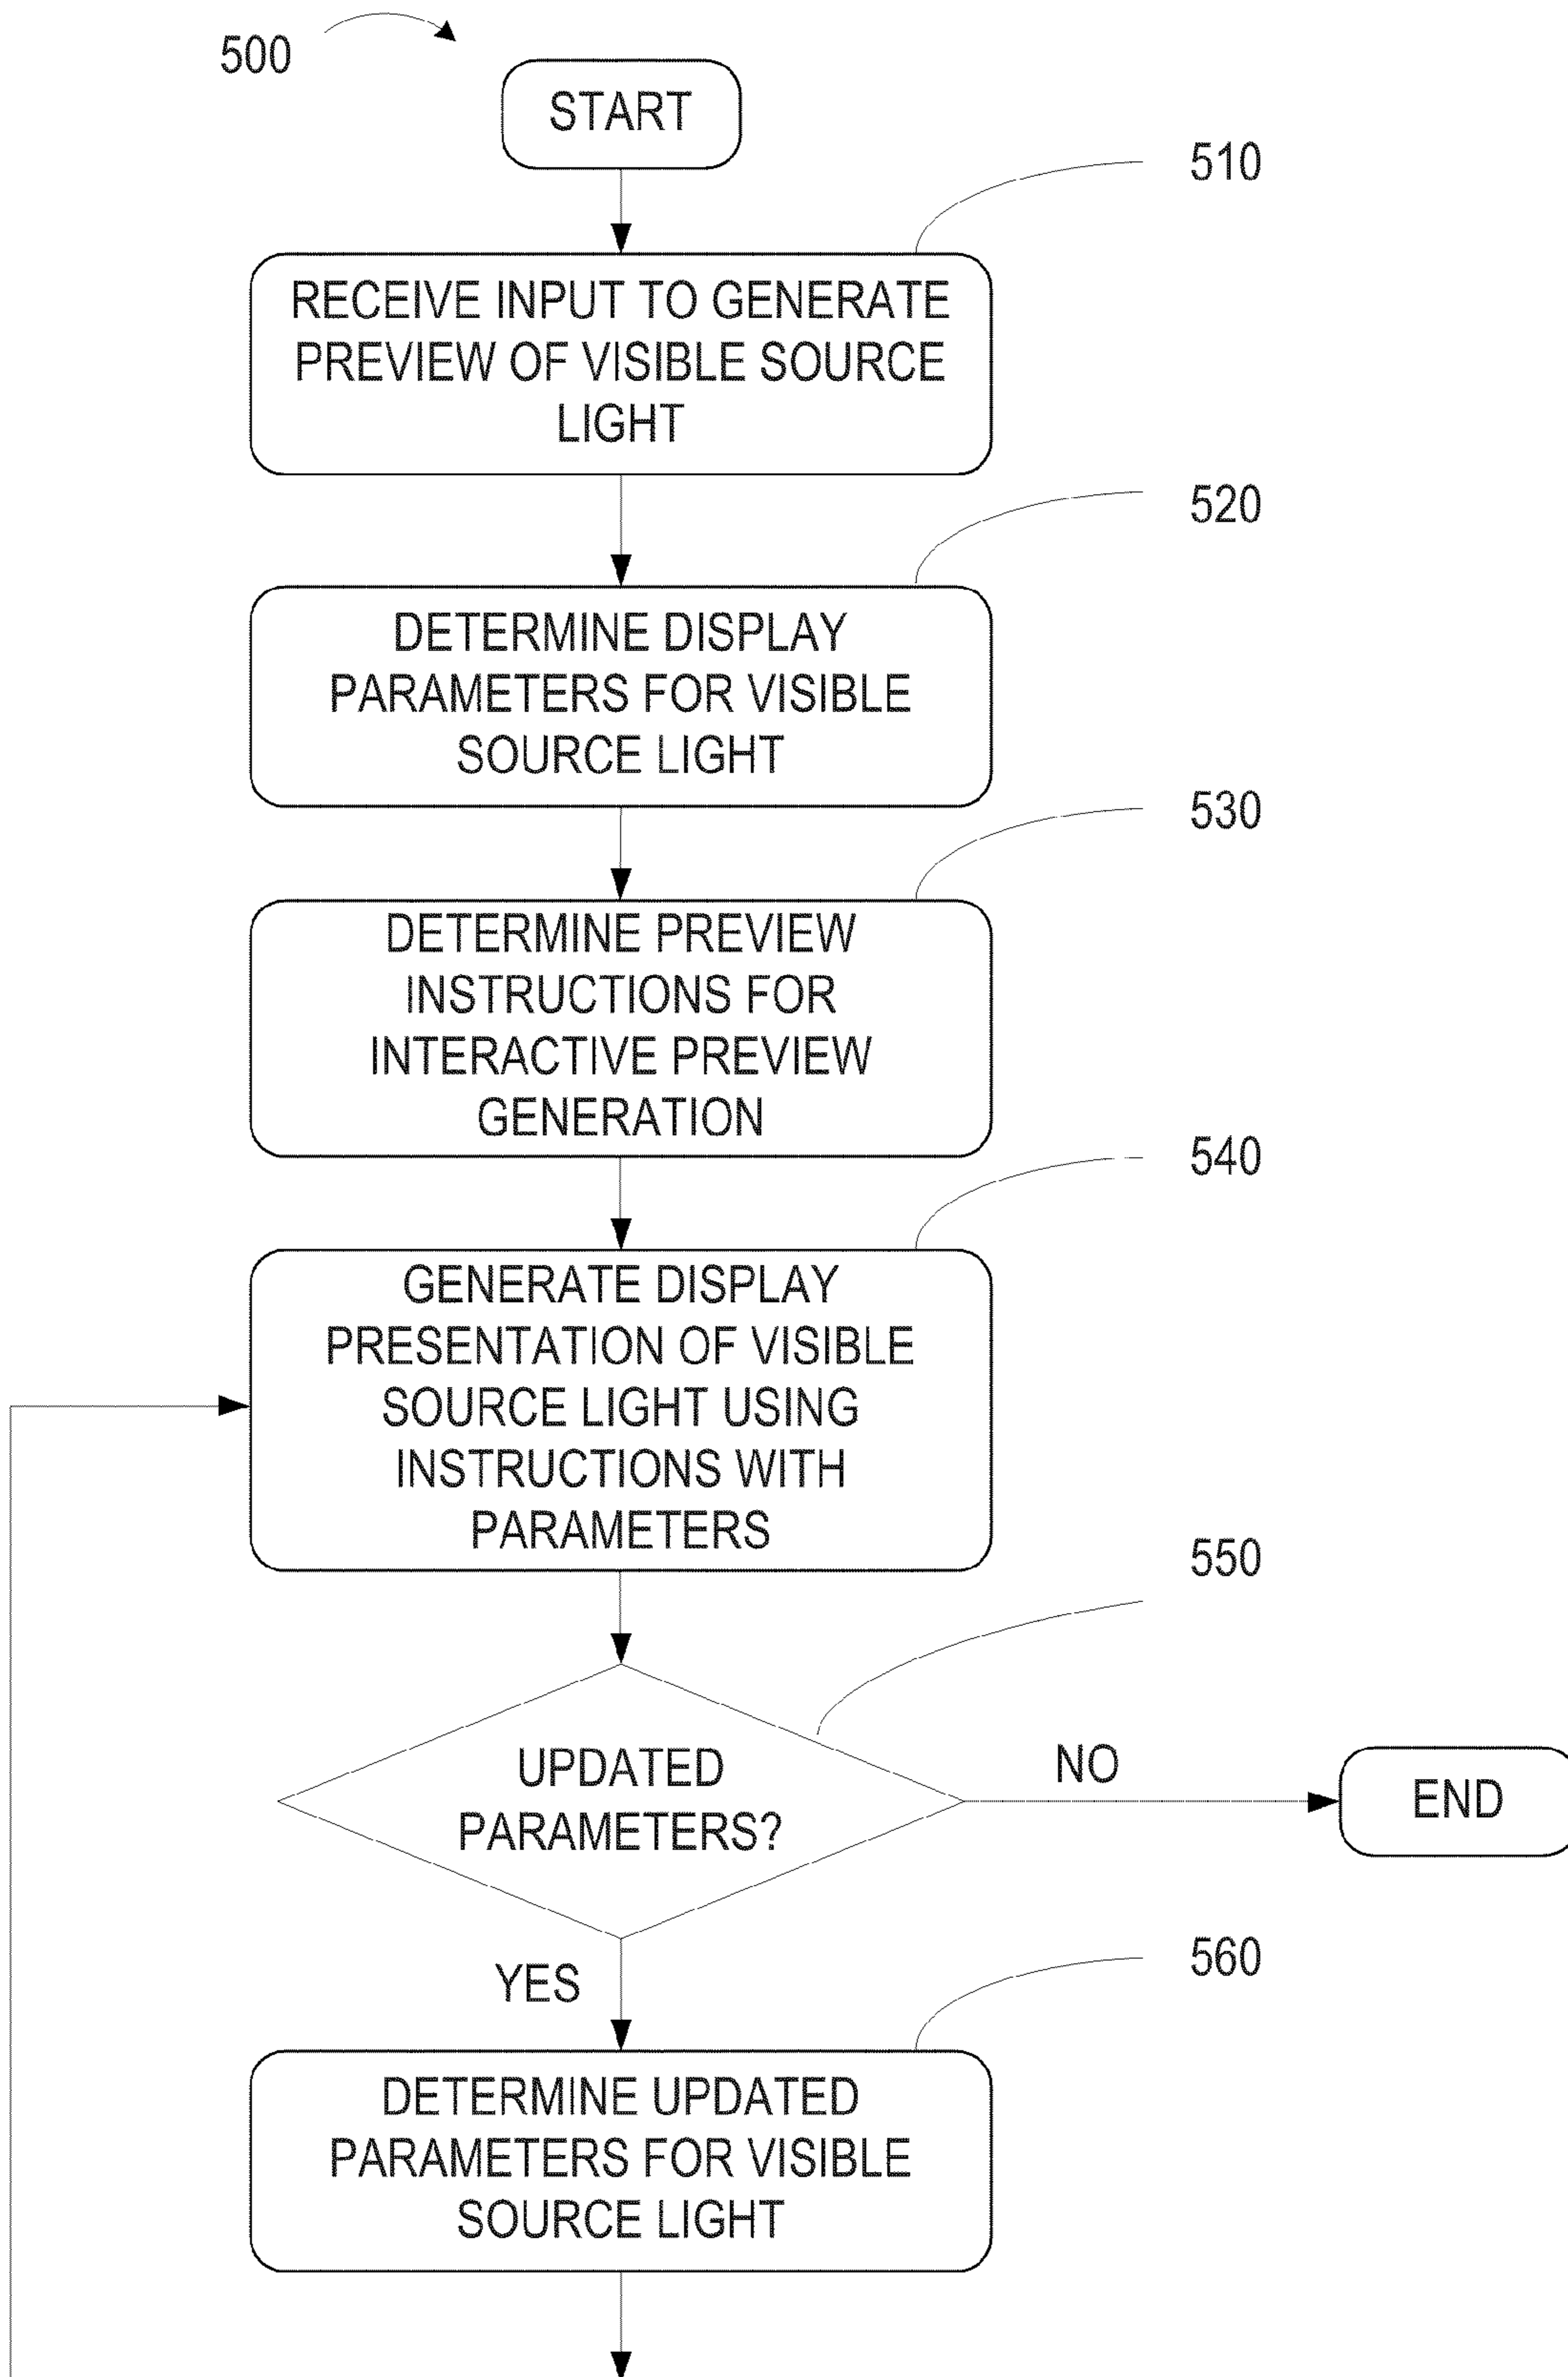 500
START
510
RECEIVE INPUT TO GENERATE
PREVIEW OF VISIBLE SOURCE
LIGHT
520
DETERMINE DISPLAY
PARAMETERS FOR VISIBLE
SOURCE LIGHT
530
DETERMINE PREVIEW
INSTRUCTIONS FOR
INTERACTIVE PREVIEW
GENERATION
540
GENERATE DISPLAY
PRESENTATION OF VISIBLE
SOURCE LIGHT USING
INSTRUCTIONS WITH
PARAMETERS
550
UPDATED
PARAMETERS?
NO
END
YES
560
DETERMINE UPDATED
PARAMETERS FOR VISIBLE
SOURCE LIGHT